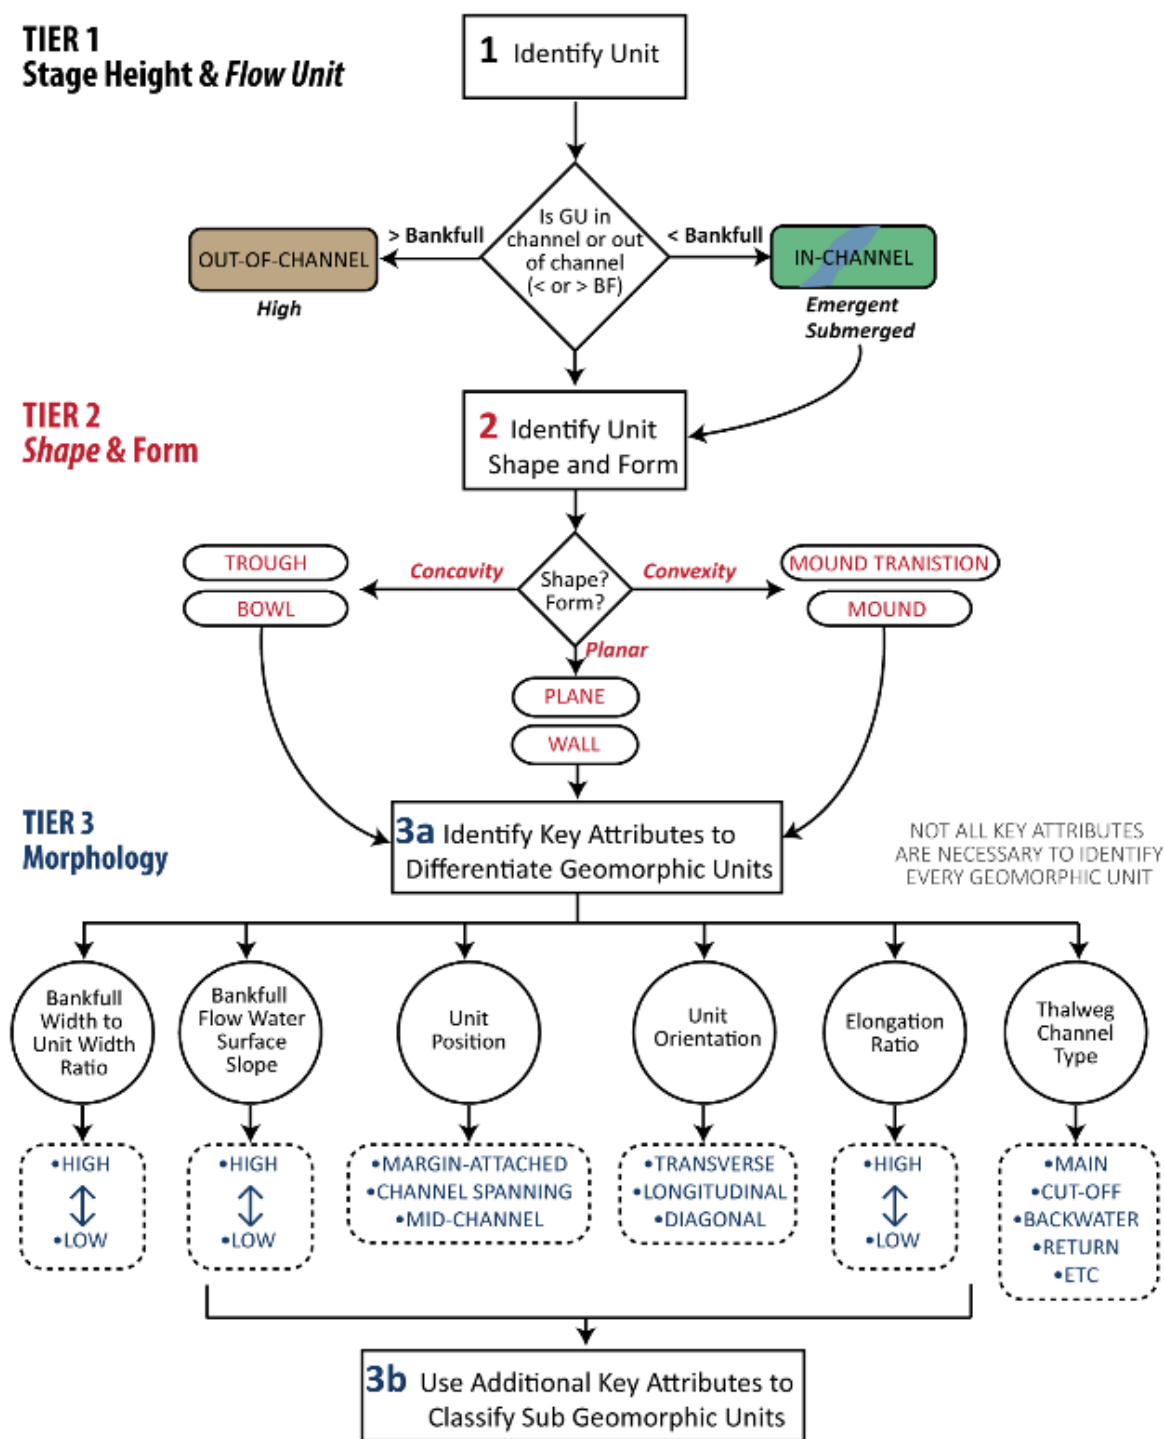 TIER 1
Stage Height & Flow Unit
1 Identify Unit
Is GU in
channel or out
of channel
(< or > BF)
> Bankfull
< Bankfull
OUT-OF-CHANNEL
High
IN-CHANNEL
Emergent
Submerged
TIER 2
Shape & Form
2 Identify Unit
Shape and Form
TROUGH
BOWL
Concavity
Shape?
Form?
Convexity
MOUND TRANISTION
MOUND
Planar
PLANE
WALL
TIER 3
Morphology
3a Identify Key Attributes to
Differentiate Geomorphic Units
NOT ALL KEY ATTRIBUTES
ARE NECESSARY TO IDENTIFY
EVERY GEOMORPHIC UNIT
Bankfull
Width to
Unit Width
Ratio
Bankfull
Flow Water
Surface
Slope
Unit
Position
Unit
Orientation
Elongation
Ratio
Thalweg
Channel
Type
•HIGH
•LOW
•HIGH
•LOW
•MARGIN-ATTACHED
•CHANNEL SPANNING
•MID-CHANNEL
•TRANSVERSE
•LONGITUDINAL
•DIAGONAL
•HIGH
•LOW
•MAIN
•CUT-OFF
•BACKWATER
•RETURN
•ETC
3b Use Additional Key Attributes to
Classify Sub Geomorphic Units